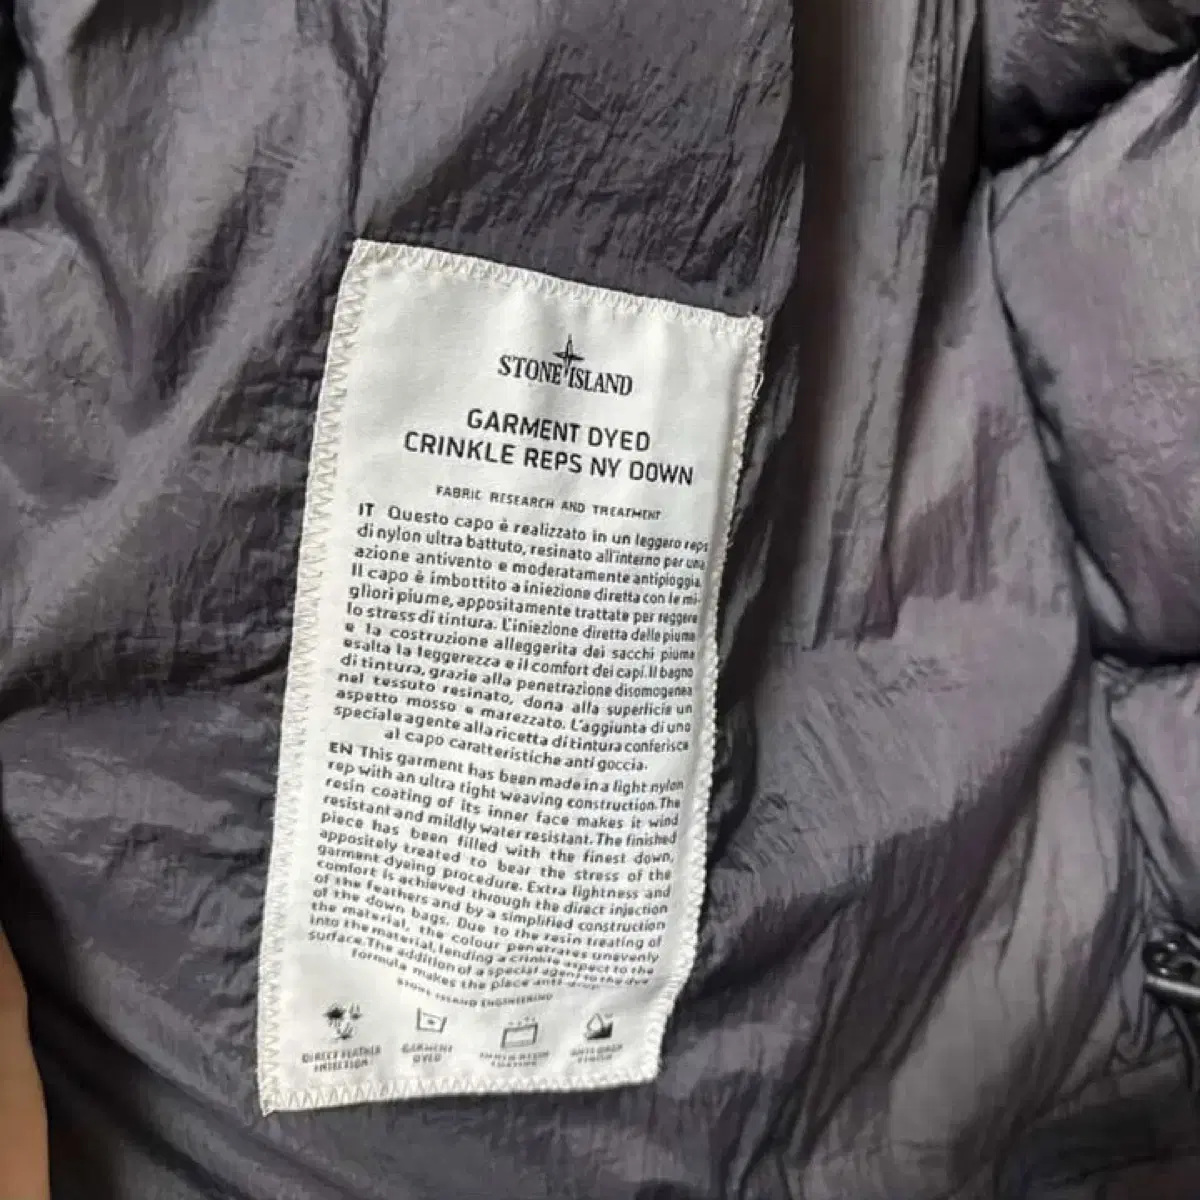 STONE ISLAND
GARMENT DYED
CRINKLE REPS NY DOWN
FABRIC RESEARCH AND TREATMENT
IT Questo capo è realizzato in un leggero reps
di nylon ultra battuto, resinato all'interno per una
azione antivento e moderatamente antipioggia.
Il capo è imbottito a iniezione diretta con le mi-
gliori piume, appositamente trattate per reggere
lo stress di tintura. L'iniezione diretta delle piume
e la costruzione alleggerita dei sacchi piuma
esalta la leggerezza e il comfort dei capi. Il bagno
di tintura, grazie alla penetrazione disomogenea
nel tessuto resinato, dona alla superficie un
aspetto mosso e marezzato. L'aggiunta di uno
speciale agente alla ricetta di tintura conferisce
al capo caratteristiche anti goccia.
EN This garment has been made in a light nylon
rep with an ultra tight weaving construction. The
resin coating of its inner face makes it wind
resistant and mildly water resistant. The finished
piece has been filled with the finest down,
appositely treated to bear the stress of the
garment dyeing procedure. Extra lightness and
comfort is achieved through the direct injection
of the feathers and by a simplified construction
of the down bags. Due to the resin treating of
the material, the colour penetrates unevenly
into the material, lending a crinkle aspect to the
surface. The addition of a special agent to the dye
formula makes the piece anti-drop.
STONE ISLAND ENGINEERING
DIRECT FEATHER
INJECTION
GARMENT
DYED
COATING
ANTI DROP
FINISH